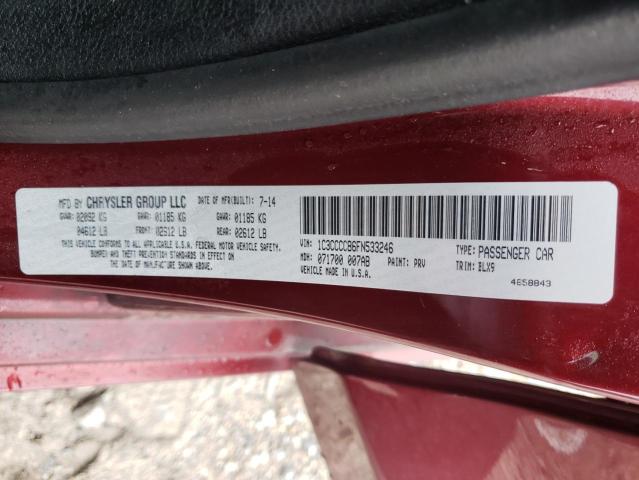 MFD BY CHRYSLER GROUP LLC DATE OF MFR(BUILT): 7-14
GVWR: 02092 KG GAWR: 01185 KG GAWR: 01185 KG
04612 LB FRONT: 02612 LB REAR: 02612 LB
THIS VEHICLE CONFORMS TO ALL APPLICABLE U.S.A. FEDERAL MOTOR VEHICLE SAFETY,
BUMPER AND THEFT PREVENTION STANDARDS IN EFFECT ON
THE DATE OF MANUFACTURE SHOWN ABOVE.
VIN: 1C3CCCCB6FN533246 TYPE: PASSENGER CAR
MDH: 071700 007AB PAINT: PRV TRIM: BLX9
VEHICLE MADE IN U.S.A.
4658843